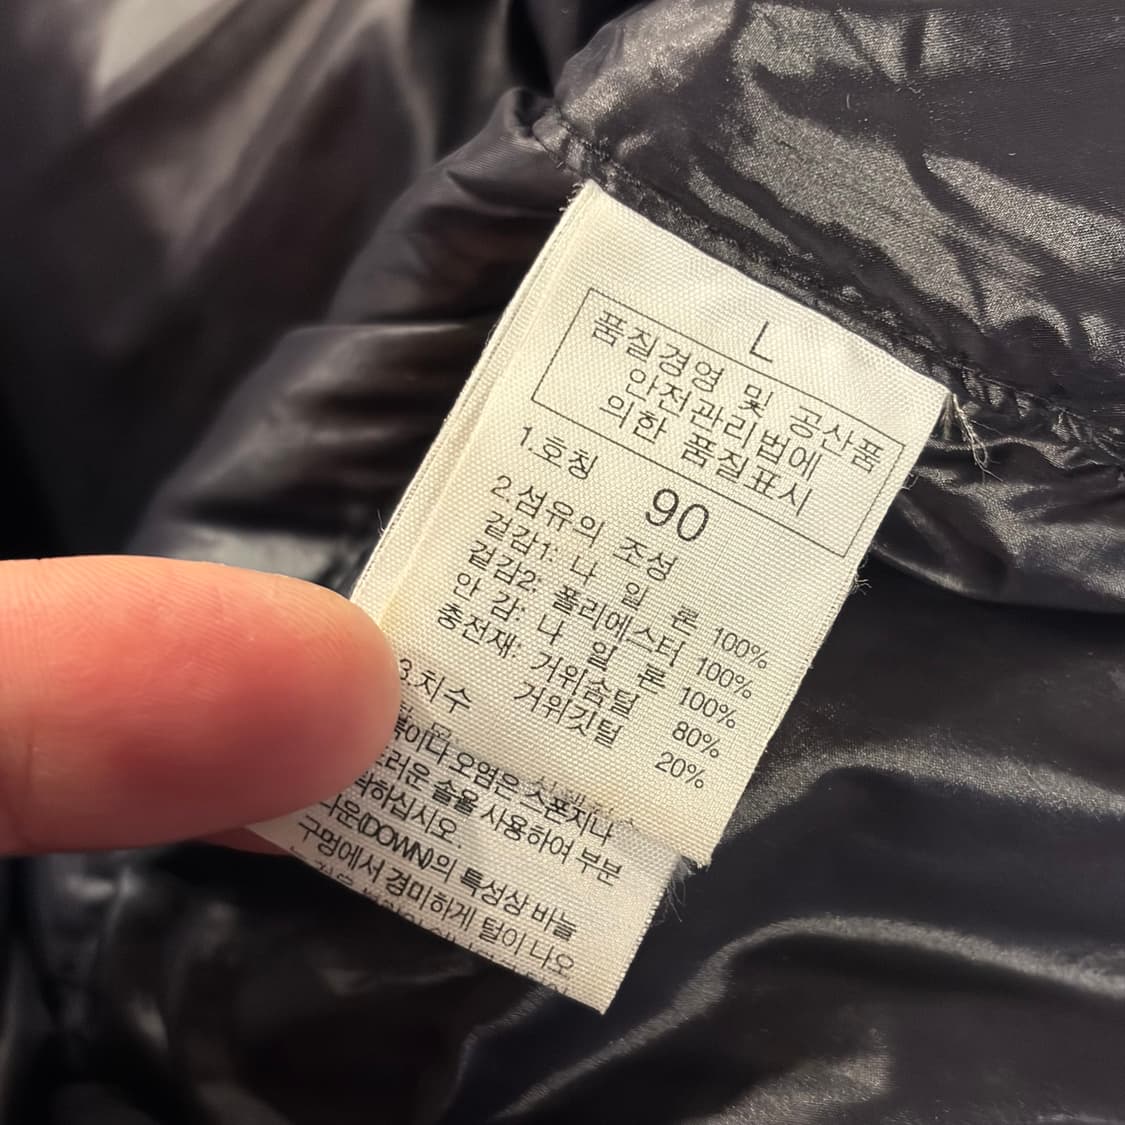 L
품질경영 및 공산품
안전관리법에
의한 품질표시
1.호칭 90
2.섬유의 조성
겉감1: 나 일 론 100%
겉감2: 폴리에스터 100%
안 감: 나 일 론 100%
충전재: 거위솜털 80%
거위깃털 20%
3.치수
오염은 스폰지나
솔을 사용하여 부분
하십시오.
다운(DOWN)의 특성상 바늘
구멍에서 경미하게 털이 나오